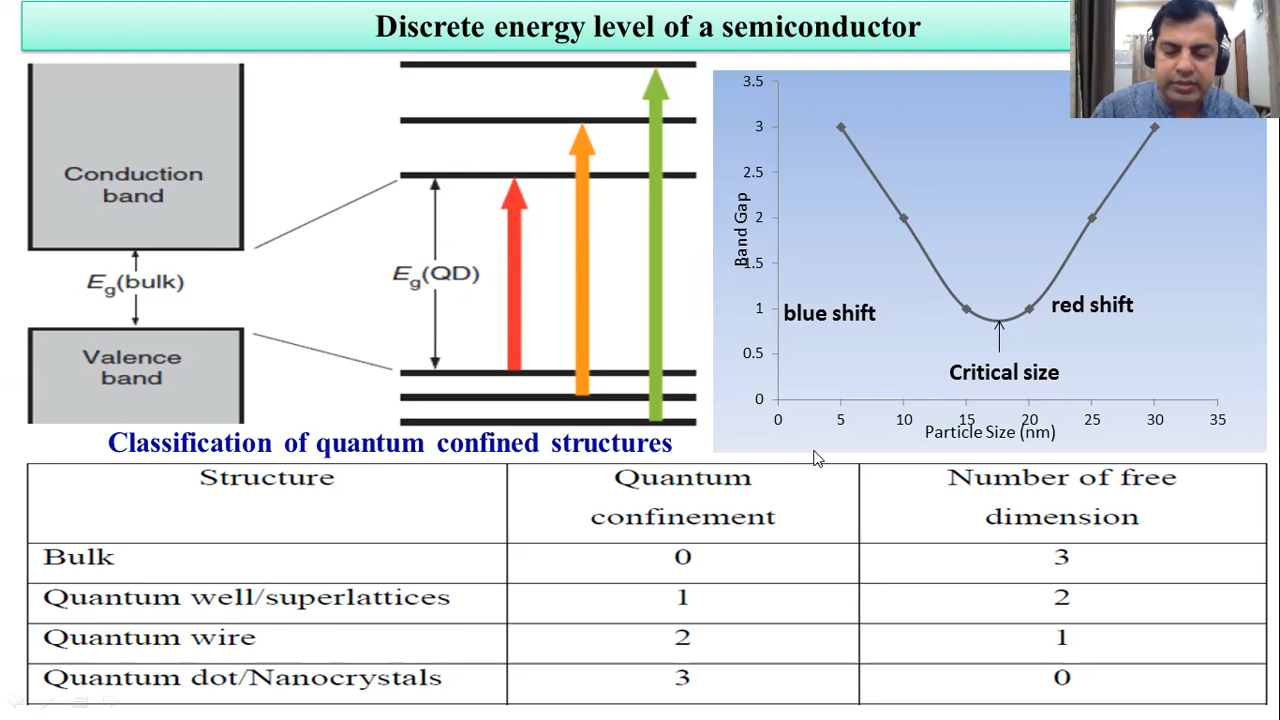 Discrete energy level of a semiconductor
Conduction
band
Eg(bulk)
Valence
band
Eg(QD)
3.5
3
2.5
2
1.5
1
0.5
0
Band Gap
blue shift
red shift
Critical size
0 5 10 15 20 25 30 35
Particle Size (nm)
Classification of quantum confined structures
Structure Quantum confinement Number of free dimension
Bulk 0 3
Quantum well/superlattices 1 2
Quantum wire 2 1
Quantum dot/Nanocrystals 3 0